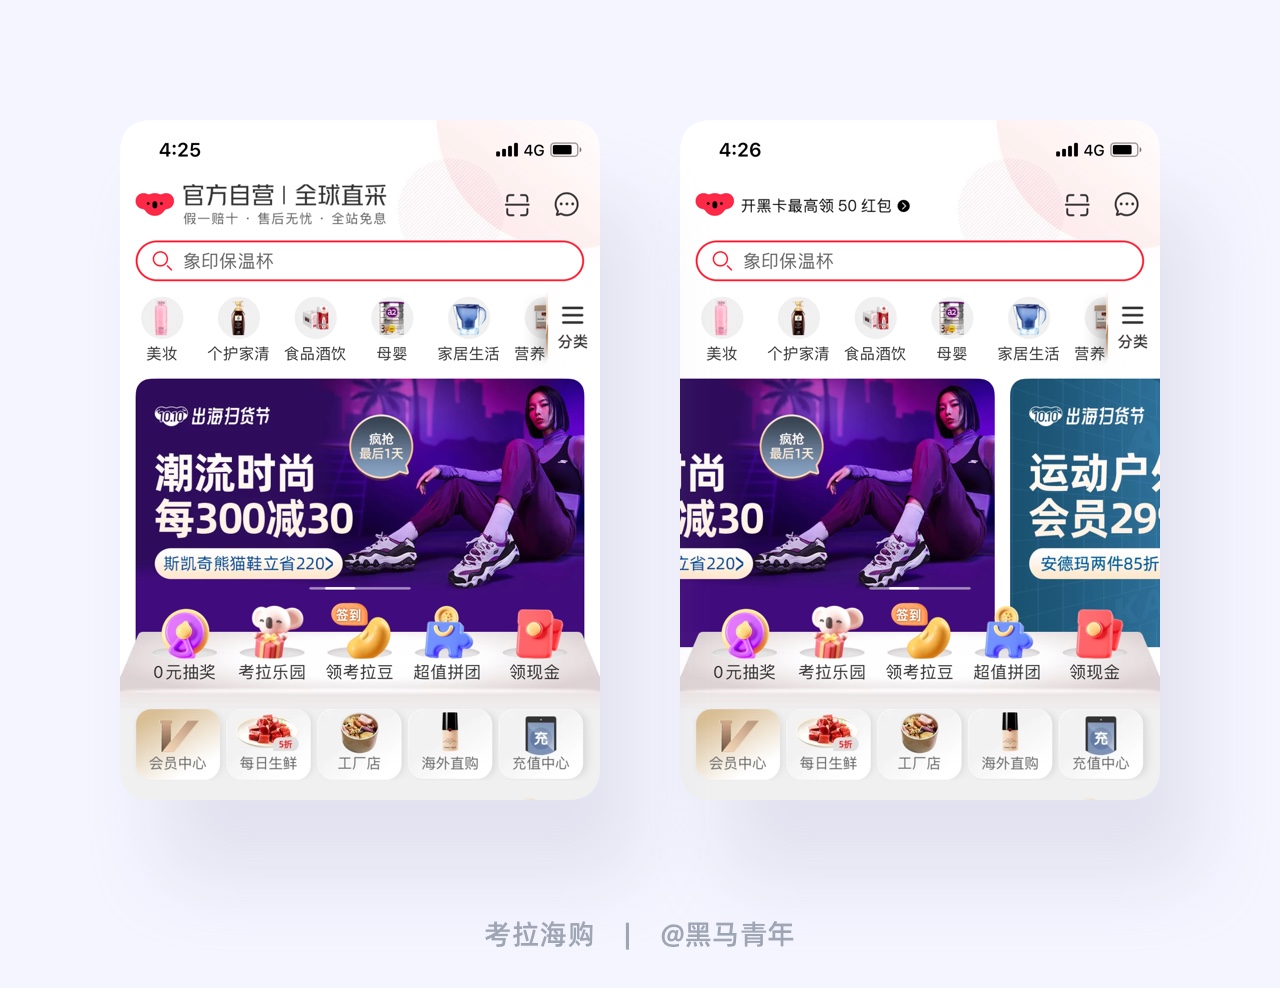 4:25
4G
官方自营 | 全球直采
假一赔十 · 售后无忧 · 全站免息
象印保温杯
美妆
个护家清
食品酒饮
母婴
家居生活
营养
分类
a2
10.10 出海扫货节
疯抢
最后1天
潮流时尚
每300减30
斯凯奇熊猫鞋立省220>
签到
0元抽奖
考拉乐园
领考拉豆
超值拼团
领现金
5折
充
会员中心
每日生鲜
工厂店
海外直购
充值中心
4:26
4G
开黑卡最高领 50 红包
象印保温杯
美妆
个护家清
食品酒饮
母婴
家居生活
营养
分类
a2
疯抢
最后1天
时尚
减30
立省220>
10.10 出海扫货节
运动户外
会员29
安德玛两件85折
签到
0元抽奖
考拉乐园
领考拉豆
超值拼团
领现金
5折
充
会员中心
每日生鲜
工厂店
海外直购
充值中心
考拉海购 | @黑马青年